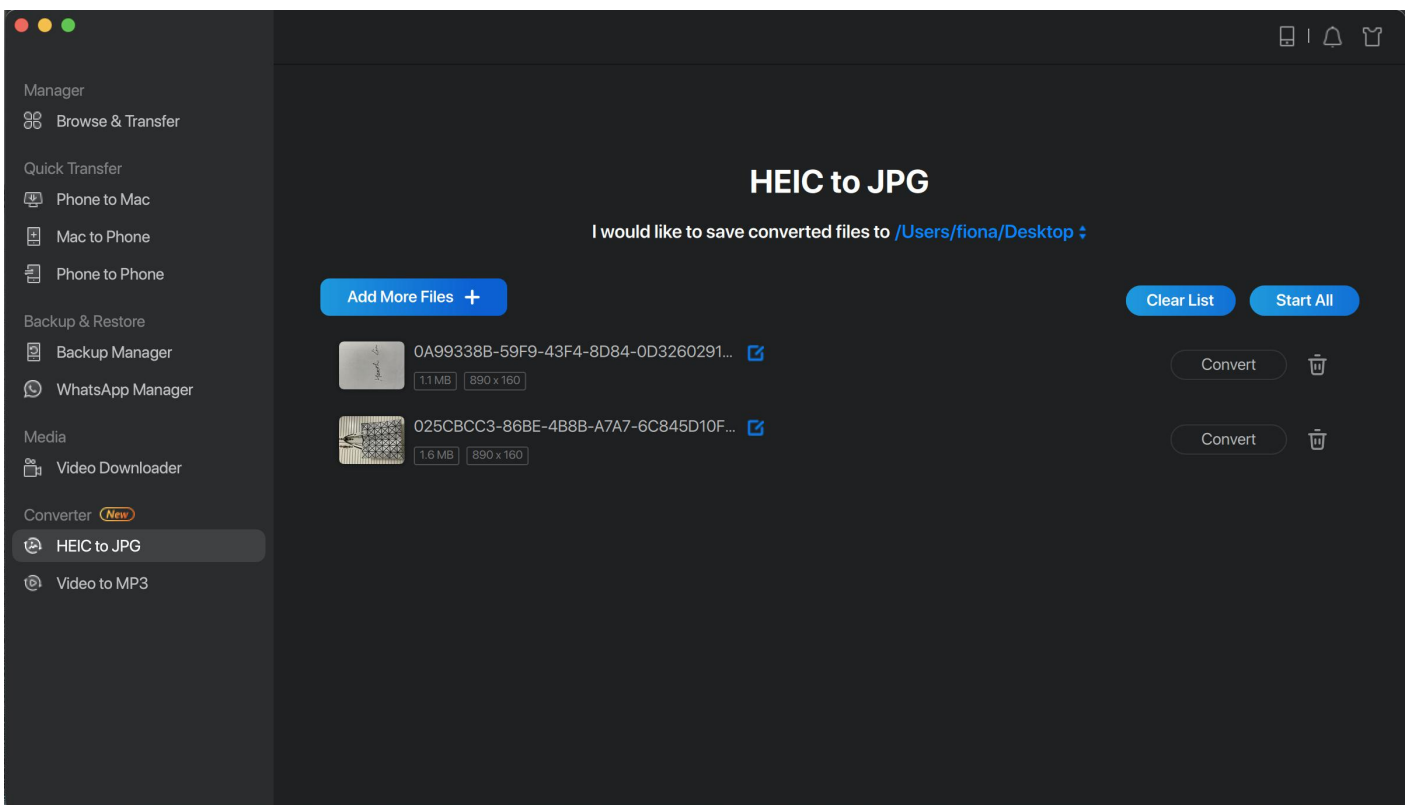 Manager
Browse & Transfer
Quick Transfer
Phone to Mac
Mac to Phone
Phone to Phone
Backup & Restore
Backup Manager
WhatsApp Manager
Media
Video Downloader
Converter New
HEIC to JPG
Video to MP3
HEIC to JPG
I would like to save converted files to /Users/fiona/Desktop
Add More Files +
Clear List
Start All
0A99338B-59F9-43F4-8D84-0D3260291...
1.1 MB 890 x 160
Convert
025CBCC3-86BE-4B8B-A7A7-6C845D10F...
1.6 MB 890 x 160
Convert